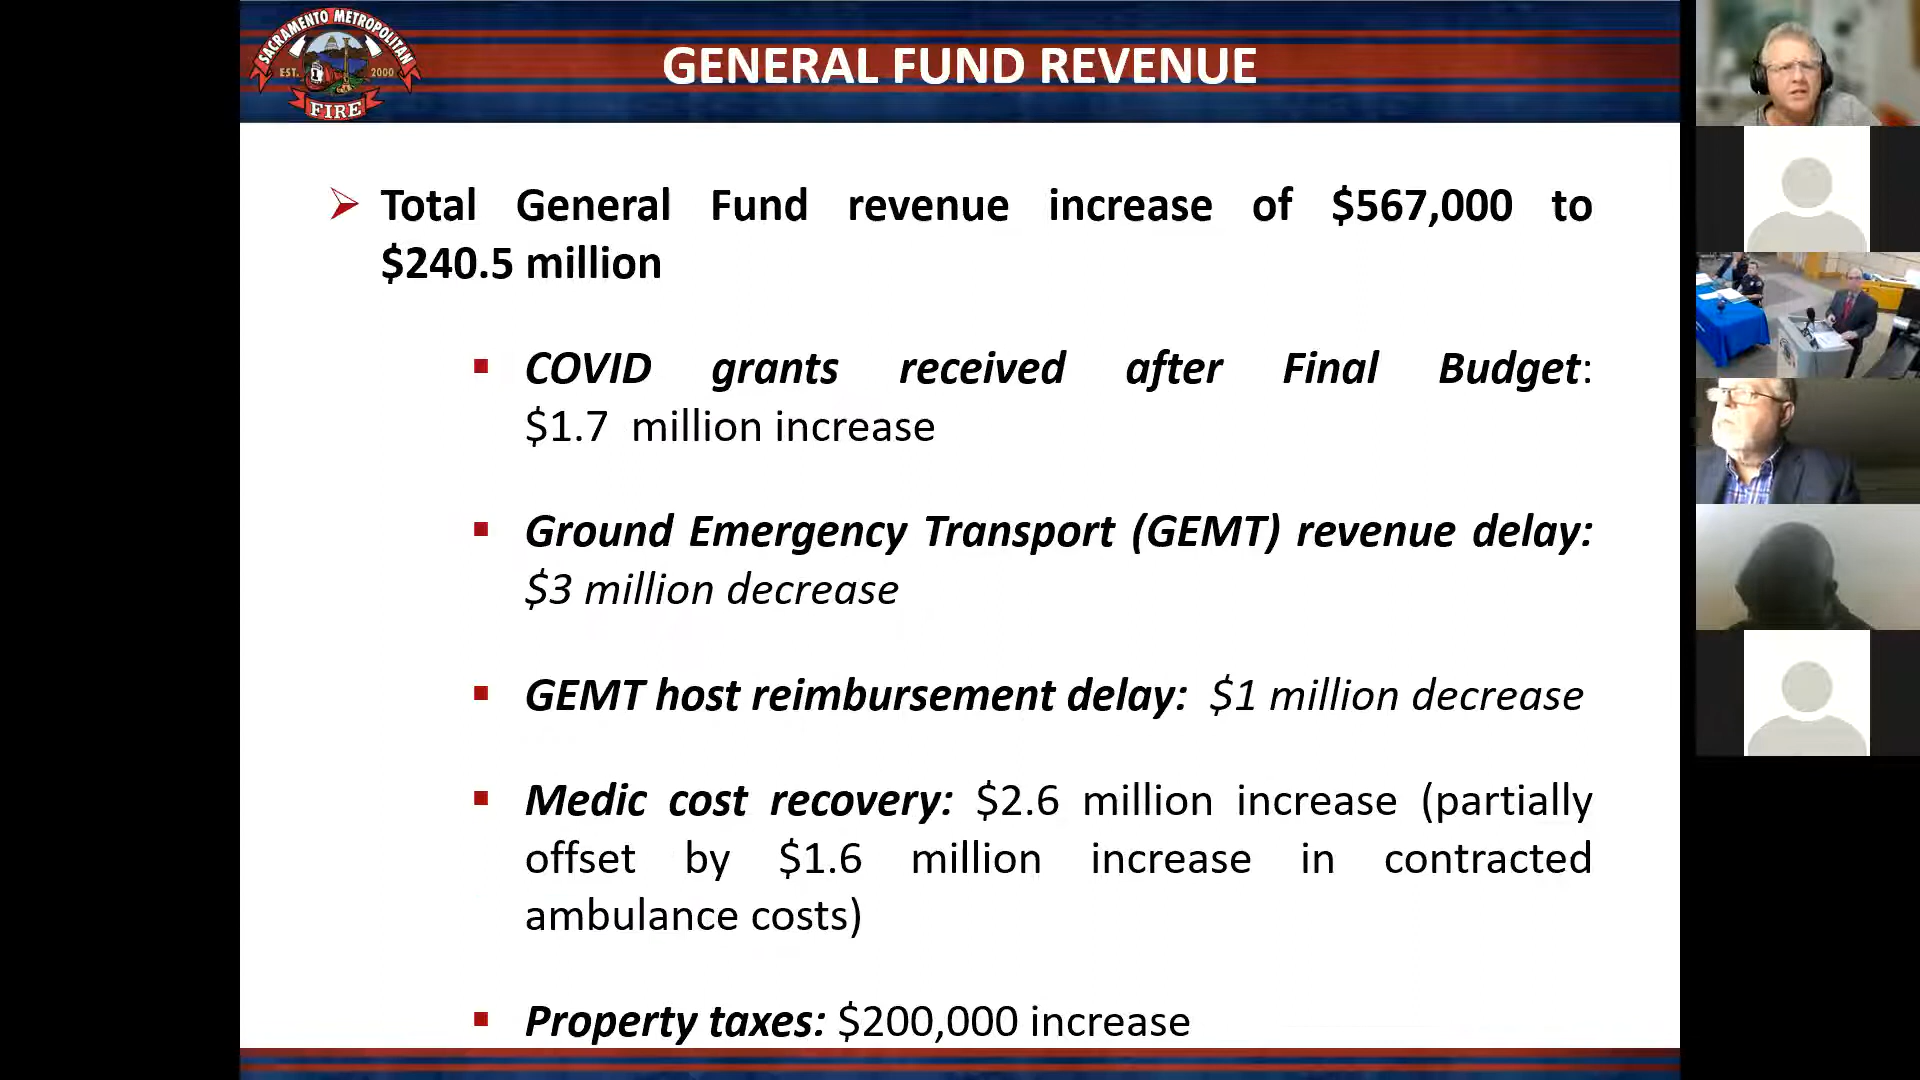 SACRAMENTO METROPOLITAN
EST. 2000
FIRE
GENERAL FUND REVENUE
Total General Fund revenue increase of $567,000 to
$240.5 million
COVID grants received after Final Budget:
$1.7 million increase
Ground Emergency Transport (GEMT) revenue delay:
$3 million decrease
GEMT host reimbursement delay: $1 million decrease
Medic cost recovery: $2.6 million increase (partially
offset by $1.6 million increase in contracted
ambulance costs)
Property taxes: $200,000 increase